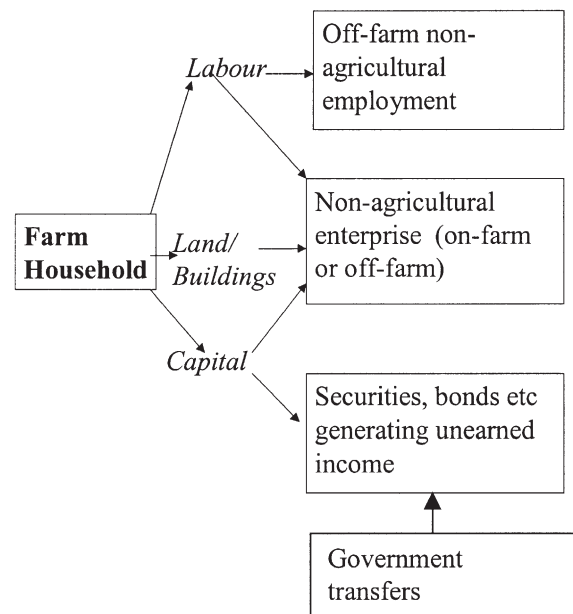 Off-farm non-
agricultural
employment
Labour
Non-agricultural
enterprise (on-farm
or off-farm)
Farm
Household
Land/
Buildings
Capital
Securities, bonds etc
generating unearned
income
Government
transfers